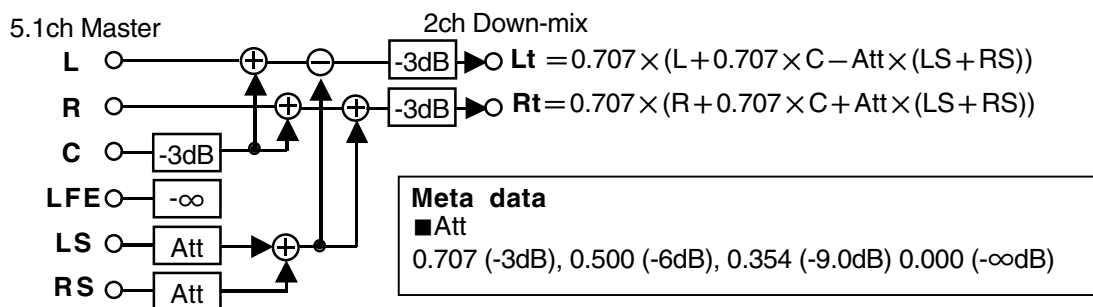 5.1ch Master 2ch Down-mix
L -3dB Lt =0.707×(L+0.707×C−Att×(LS+RS))
R -3dB Rt=0.707×(R+0.707×C+Att×(LS+RS))
C -3dB
LFE -∞
Meta data
■Att
0.707 (-3dB), 0.500 (-6dB), 0.354 (-9.0dB) 0.000 (-∞dB)
LS Att
RS Att